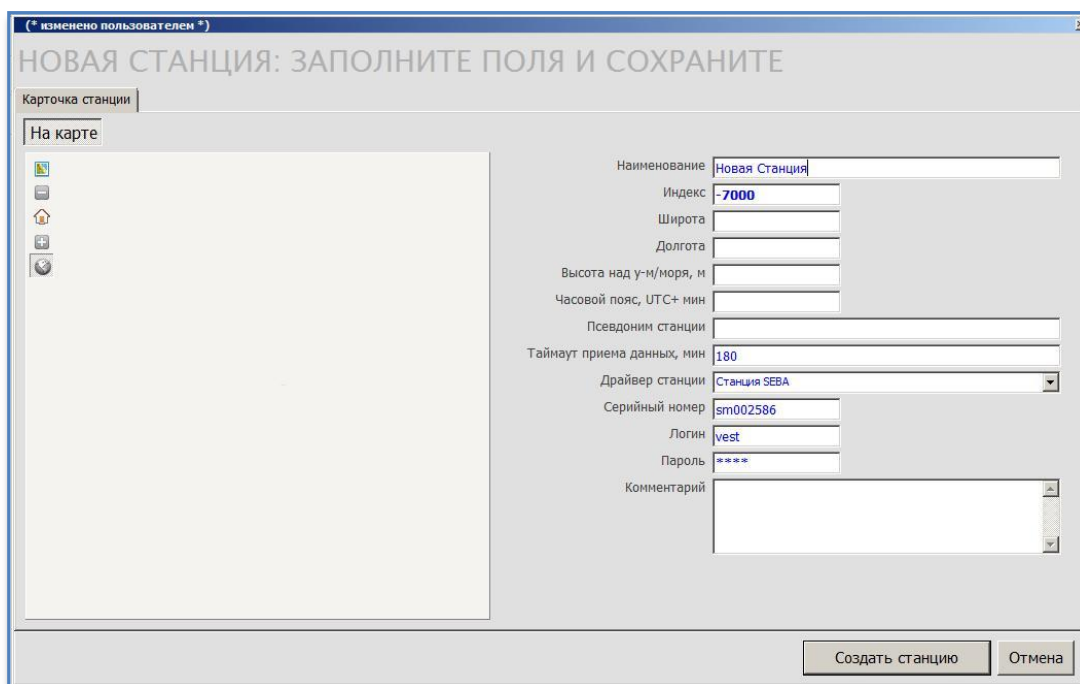 (* изменено пользователем *)
НОВАЯ СТАНЦИЯ: ЗАПОЛНИТЕ ПОЛЯ И СОХРАНИТЕ
Карточка станции
На карте
Наименование Новая Станция
Индекс -7000
Широта
Долгота
Высота над у-м/моря, м
Часовой пояс, UTC+ мин
Псевдоним станции
Таймаут приема данных, мин 180
Драйвер станции Станция SEBA
Серийный номер sm002586
Логин vest
Пароль ****
Комментарий
Создать станцию Отмена